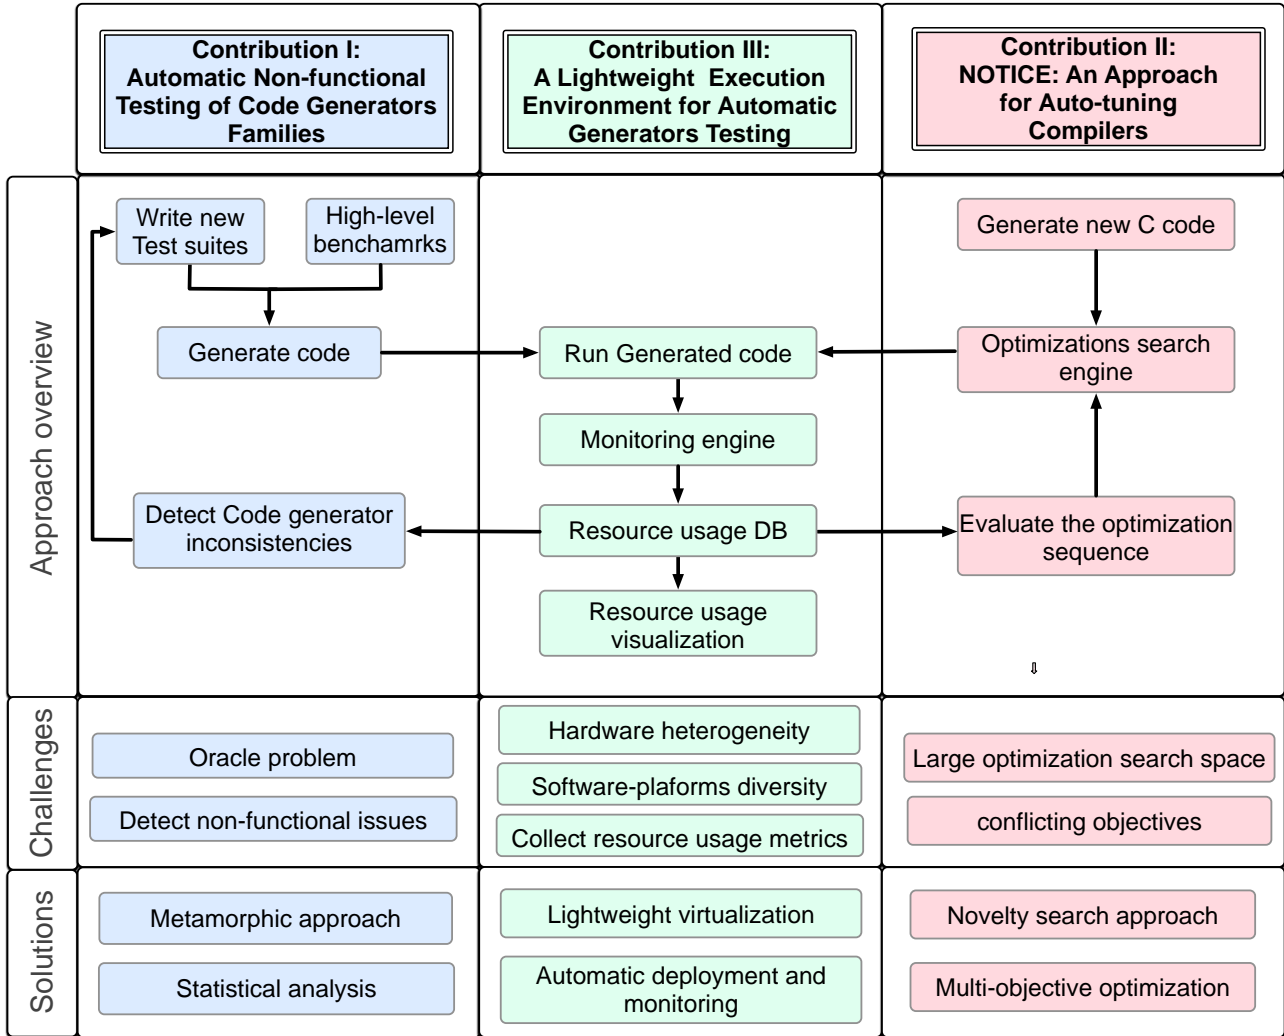 Contribution I:
Automatic Non-functional
Testing of Code Generators
Families
Contribution III:
A Lightweight Execution
Environment for Automatic
Generators Testing
Contribution II:
NOTICE: An Approach
for Auto-tuning
Compilers
Approach overview
Write new
Test suites
High-level
benchamrks
Generate code
Detect Code generator
inconsistencies
Run Generated code
Monitoring engine
Resource usage DB
Resource usage
visualization
Generate new C code
Optimizations search
engine
Evaluate the optimization
sequence
⇩
Challenges
Oracle problem
Detect non-functional issues
Hardware heterogeneity
Software-plaforms diversity
Collect resource usage metrics
Large optimization search space
conflicting objectives
Solutions
Metamorphic approach
Statistical analysis
Lightweight virtualization
Automatic deployment and
monitoring
Novelty search approach
Multi-objective optimization